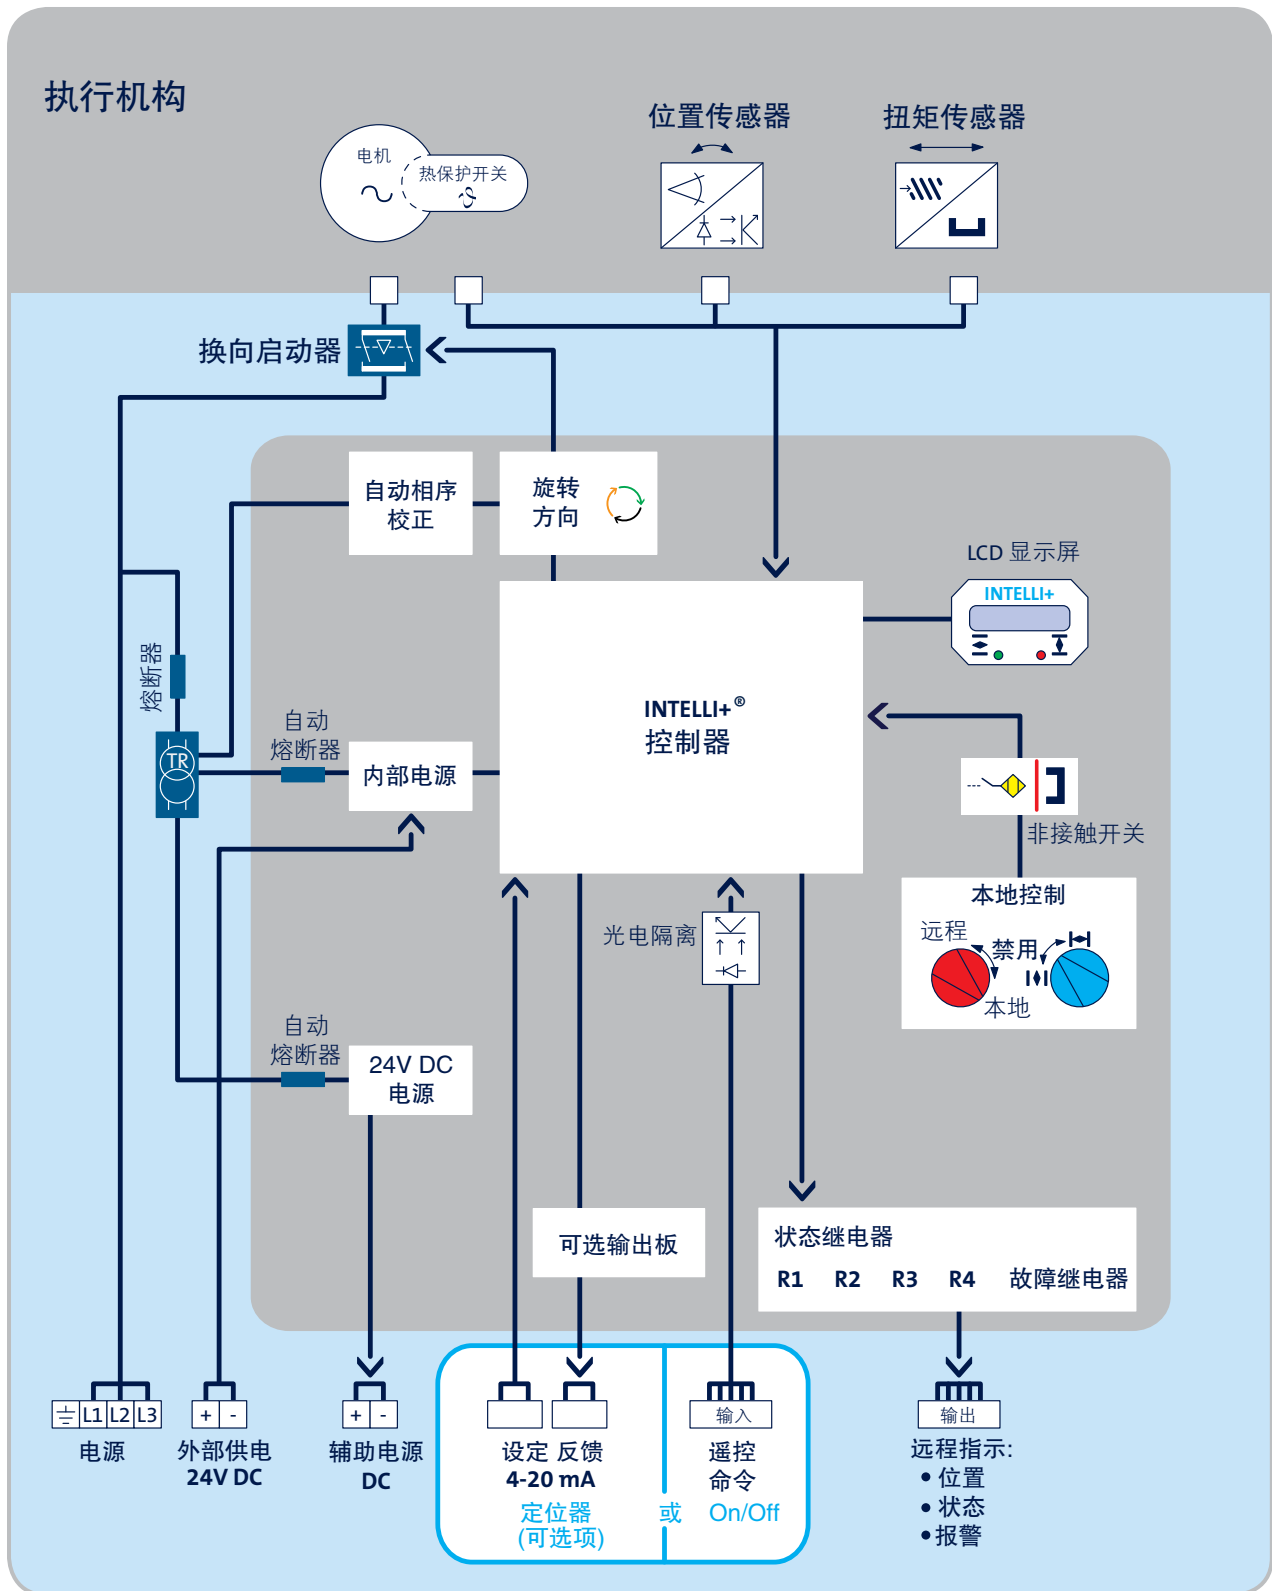 执行机构
位置传感器
扭矩传感器
电机
热保护开关
换向启动器
自动相序
校正
旋转
方向
LCD 显示屏
INTELLI+
熔断器
自动
熔断器
TR
内部电源
INTELLI+®
控制器
非接触开关
本地控制
远程
禁用
本地
光电隔离
自动
熔断器
24V DC
电源
可选输出板
状态继电器
R1 R2 R3 R4 故障继电器
L1 L2 L3
+ -
+ -
输入
输出
电源
外部供电
24V DC
辅助电源
DC
设定 反馈
4-20 mA
定位器
(可选项)
或
遥控
命令
On/Off
远程指示:
• 位置
• 状态
• 报警